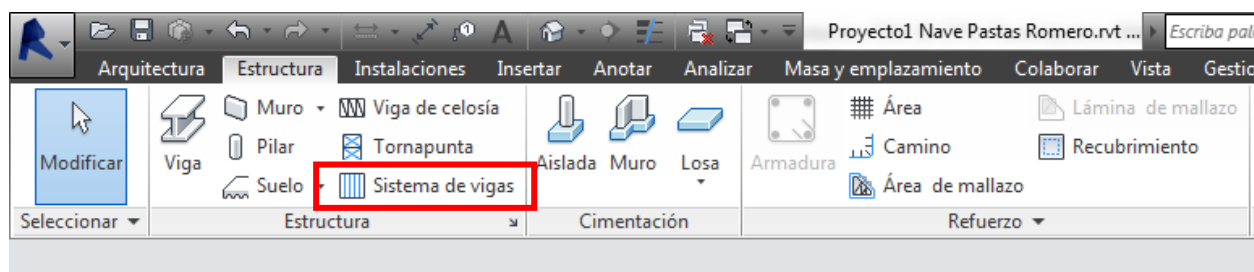 Proyecto1 Nave Pastas Romero.rvt ...
Arquitectura Estructura Instalaciones Insertar Anotar Analizar Masa y emplazamiento Colaborar Vista
Muro Viga de celosía Área Lámina de mallazo
Pilar Tornapunta Camino Recubrimiento
Modificar Viga Aislada Muro Losa Armadura
Suelo Sistema de vigas Área de mallazo
Seleccionar Estructura Cimentación Refuerzo